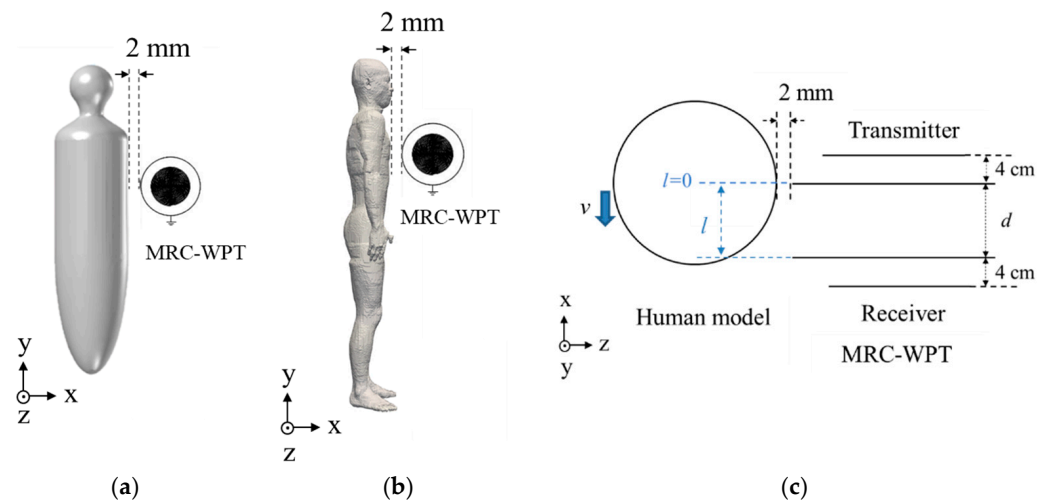 2 mm
MRC-WPT
y
x
z
(a)
2 mm
MRC-WPT
y
x
z
(b)
2 mm
Transmitter
4 cm
l=0
v
l
d
4 cm
Human model
Receiver
MRC-WPT
x
z
y
(c)